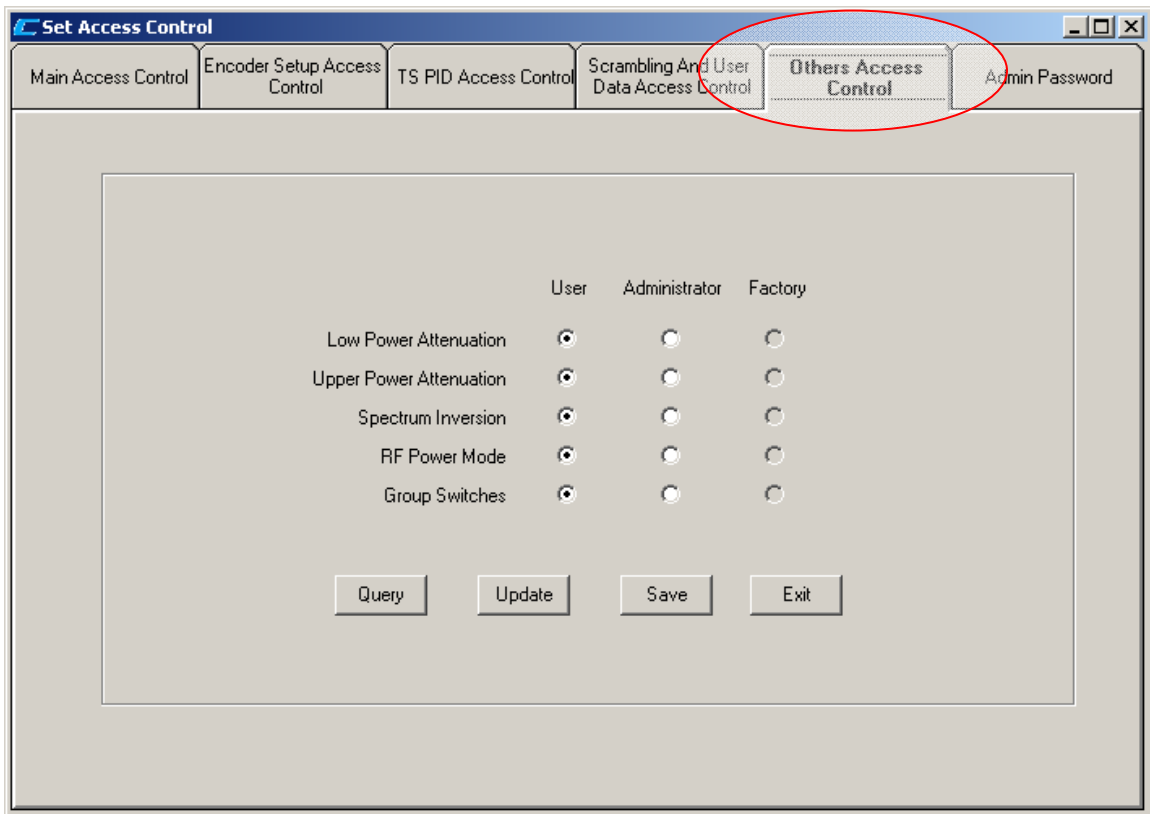 Set Access Control
Main Access Control
Encoder Setup Access
Control
TS PID Access Control
Scrambling And User
Data Access Control
Others Access
Control
Admin Password
User Administrator Factory
Low Power Attenuation
Upper Power Attenuation
Spectrum Inversion
RF Power Mode
Group Switches
Query Update Save Exit